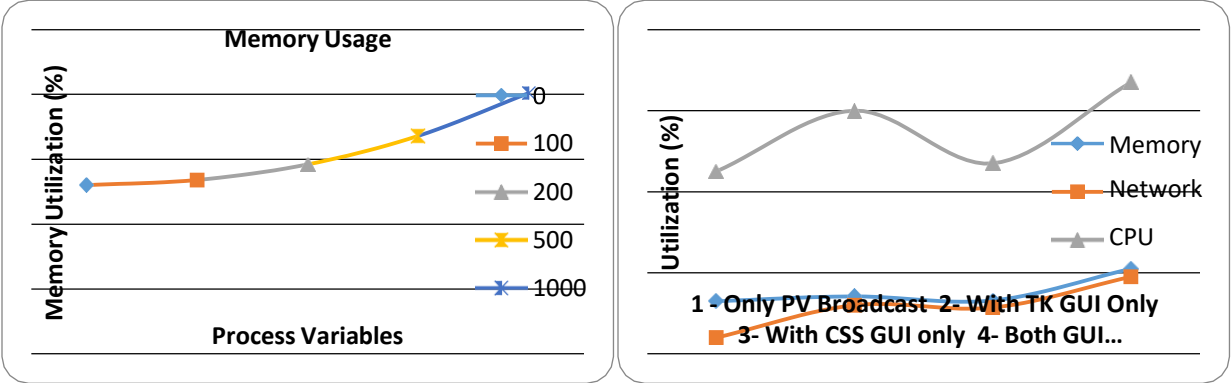 Memory Usage
Memory Utilization (%)
0
100
200
500
1000
Process Variables
Utilization (%)
Memory
Network
CPU
1 - Only PV Broadcast 2- With TK GUI Only
3- With CSS GUI only 4- Both GUI…